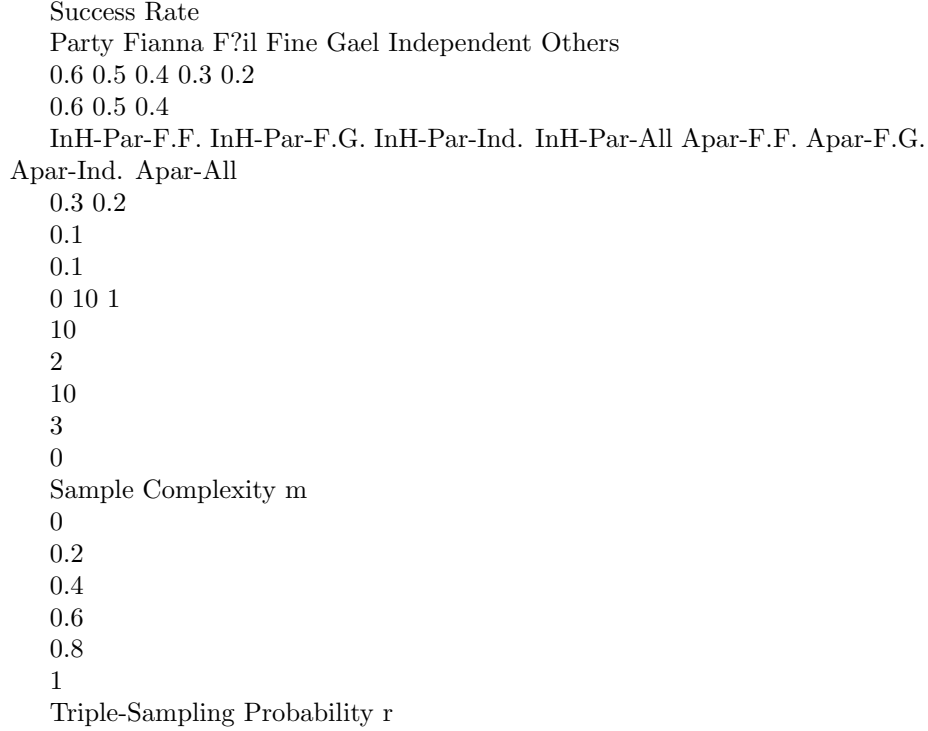 Success Rate
Party Fianna F?il Fine Gael Independent Others
0.6 0.5 0.4 0.3 0.2
0.6 0.5 0.4
InH-Par-F.F. InH-Par-F.G. InH-Par-Ind. InH-Par-All Apar-F.F. Apar-F.G.
Apar-Ind. Apar-All
0.3 0.2
0.1
0.1
0 10 1
10
2
10
3
0
Sample Complexity m
0
0.2
0.4
0.6
0.8
1
Triple-Sampling Probability r